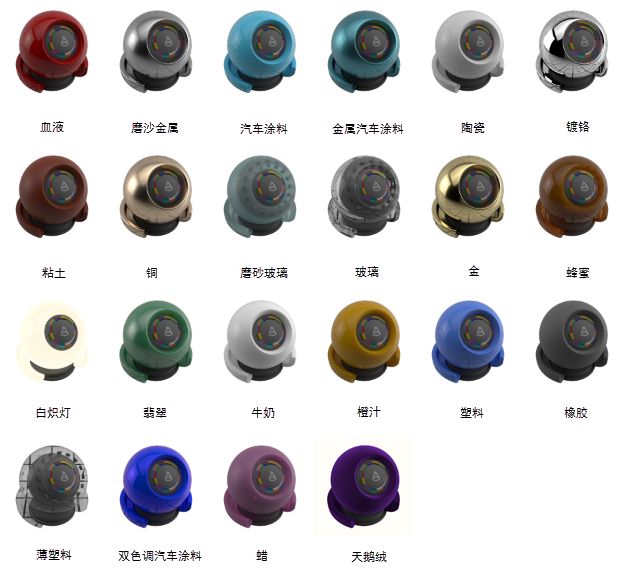 血液 磨沙金属 汽车涂料 金属汽车涂料 陶瓷 镀铬
粘土 铜 磨砂玻璃 玻璃 金 蜂蜜
白炽灯 翡翠 牛奶 橙汁 塑料 橡胶
薄塑料 双色调汽车涂料 蜡 天鹅绒